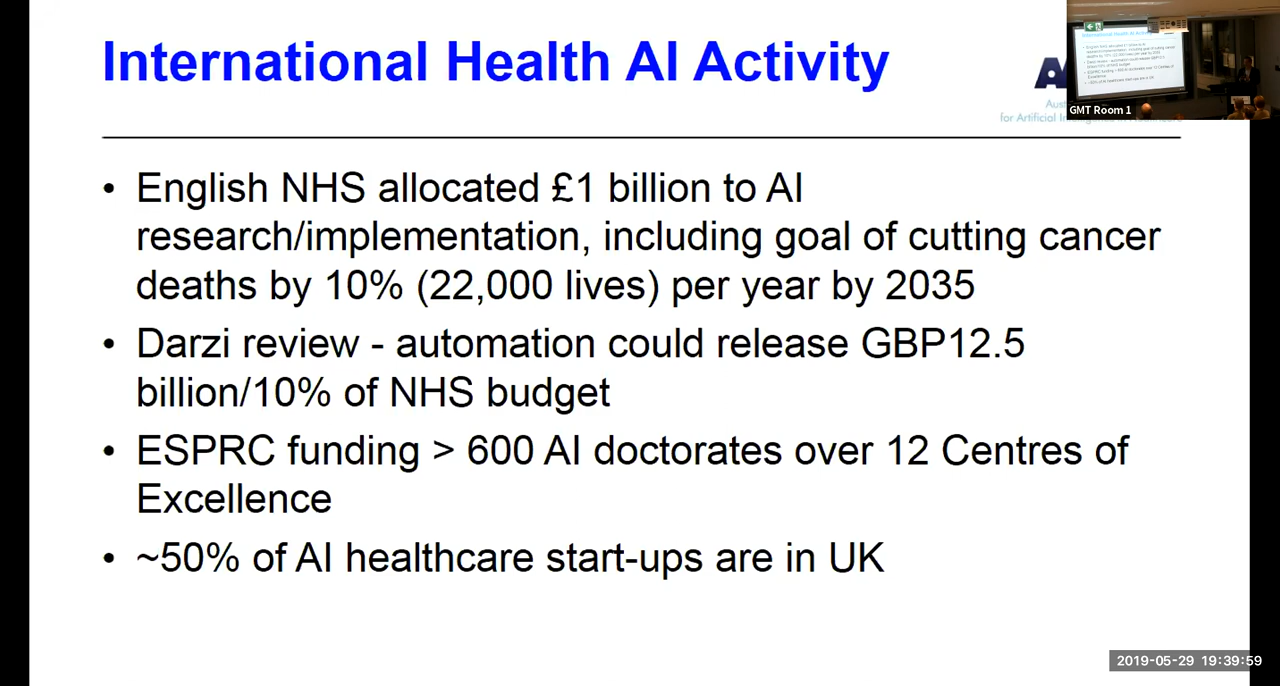 International Health AI Activity
for Artificial
GMT Room 1
• English NHS allocated £1 billion to AI
research/implementation, including goal of cutting cancer
deaths by 10% (22,000 lives) per year by 2035
• Darzi review - automation could release GBP12.5
billion/10% of NHS budget
• ESPRC funding > 600 AI doctorates over 12 Centres of
Excellence
• ~50% of AI healthcare start-ups are in UK
2019-05-29 19:39:59